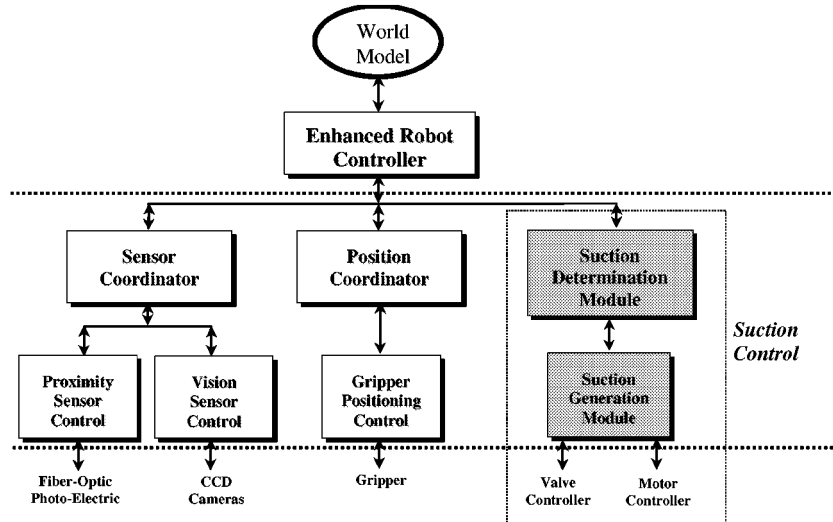 World
Model
Enhanced Robot
Controller
Sensor
Coordinator
Position
Coordinator
Suction
Determination
Module
Suction
Control
Proximity
Sensor
Control
Vision
Sensor
Control
Gripper
Positioning
Control
Suction
Generation
Module
Fiber-Optic
Photo-Electric
CCD
Cameras
Gripper
Valve
Controller
Motor
Controller